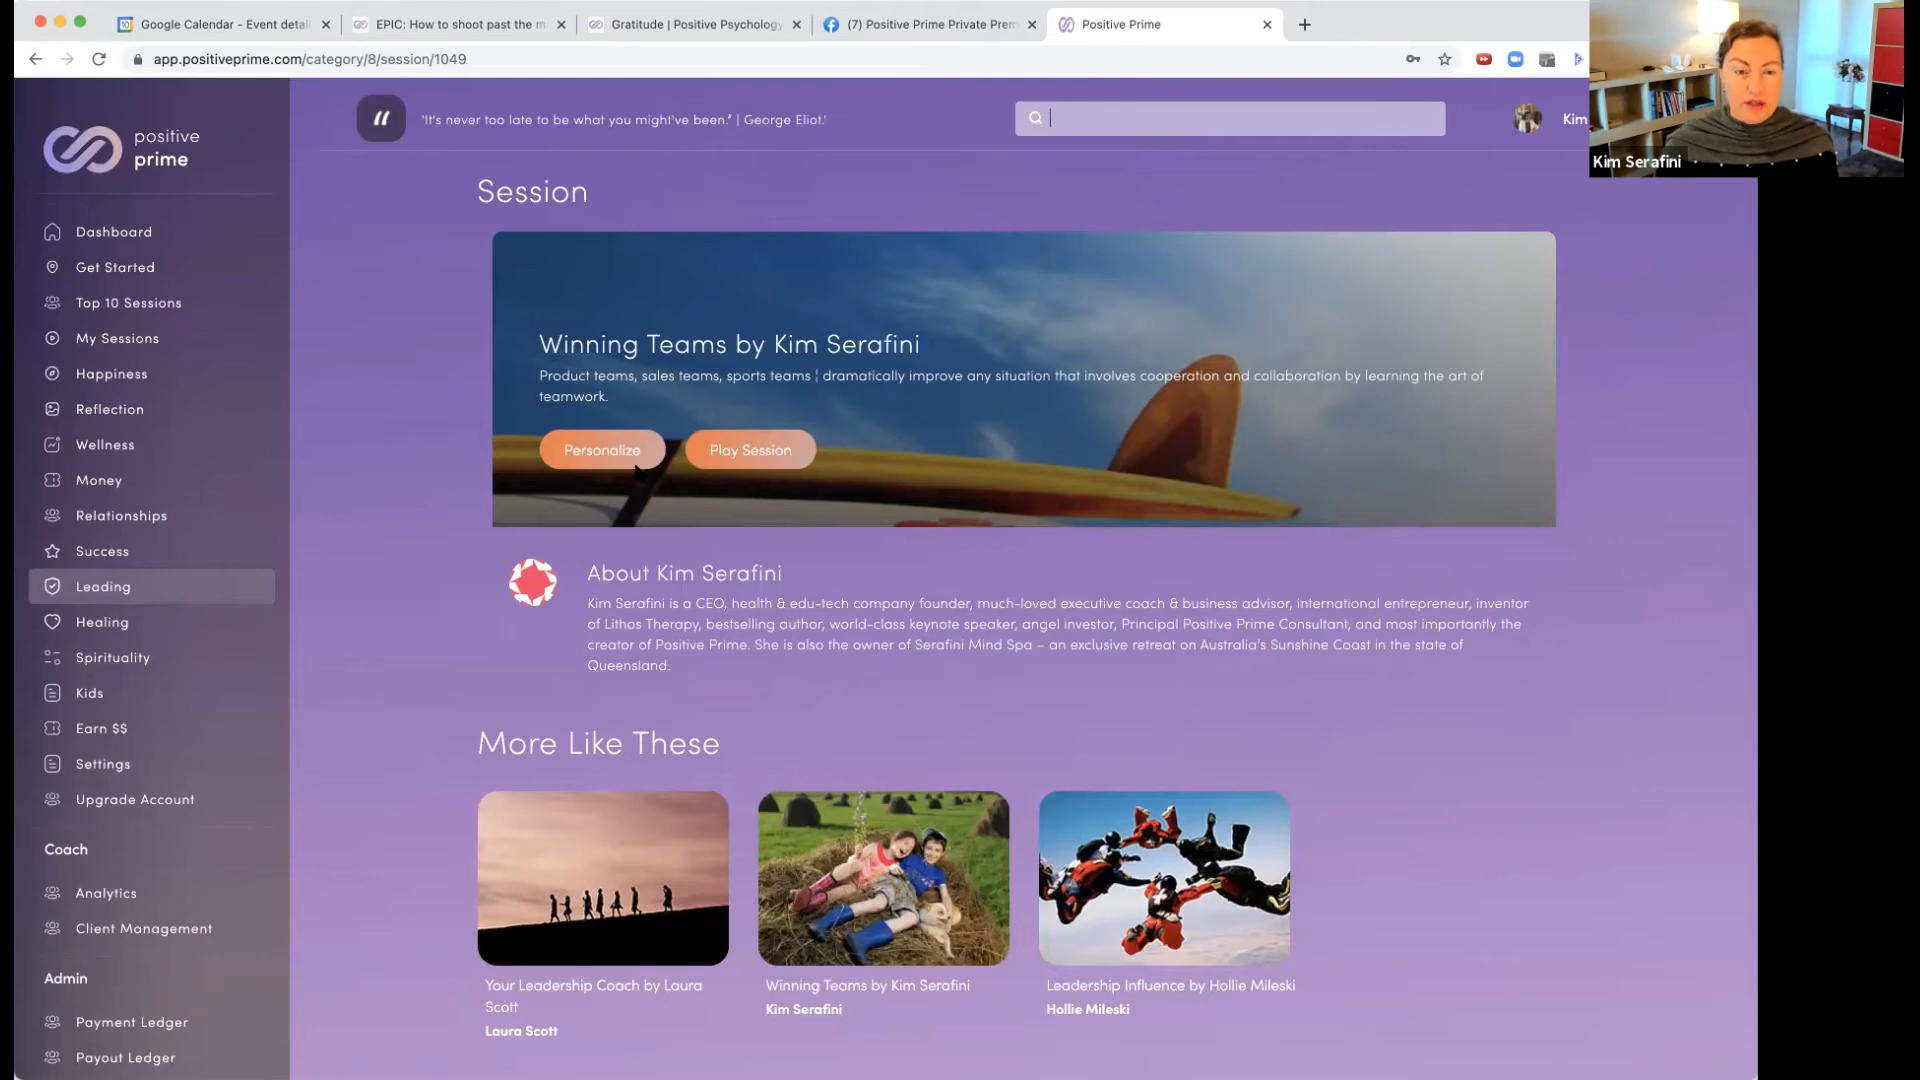 Google Calendar - Event detail
EPIC: How to shoot past the m
Gratitude | Positive Psychology
(7) Positive Prime Private Prem
Positive Prime
app.positiveprime.com/category/8/session/1049
positive
prime
"It's never too late to be what you might've been." | George Eliot.'
Kim
Kim Serafini
Dashboard
Get Started
Top 10 Sessions
My Sessions
Happiness
Reflection
Wellness
Money
Relationships
Success
Leading
Healing
Spirituality
Kids
Earn $$
Settings
Upgrade Account
Coach
Analytics
Client Management
Admin
Payment Ledger
Payout Ledger
Session
Winning Teams by Kim Serafini
Product teams, sales teams, sports teams ¦ dramatically improve any situation that involves cooperation and collaboration by learning the art of
teamwork.
Personalize
Play Session
About Kim Serafini
Kim Serafini is a CEO, health & edu-tech company founder, much-loved executive coach & business advisor, international entrepreneur, inventor
of Lithos Therapy, bestselling author, world-class keynote speaker, angel investor, Principal Positive Prime Consultant, and most importantly the
creator of Positive Prime. She is also the owner of Serafini Mind Spa – an exclusive retreat on Australia's Sunshine Coast in the state of
Queensland.
More Like These
Your Leadership Coach by Laura
Scott
Laura Scott
Winning Teams by Kim Serafini
Kim Serafini
Leadership Influence by Hollie Mileski
Hollie Mileski